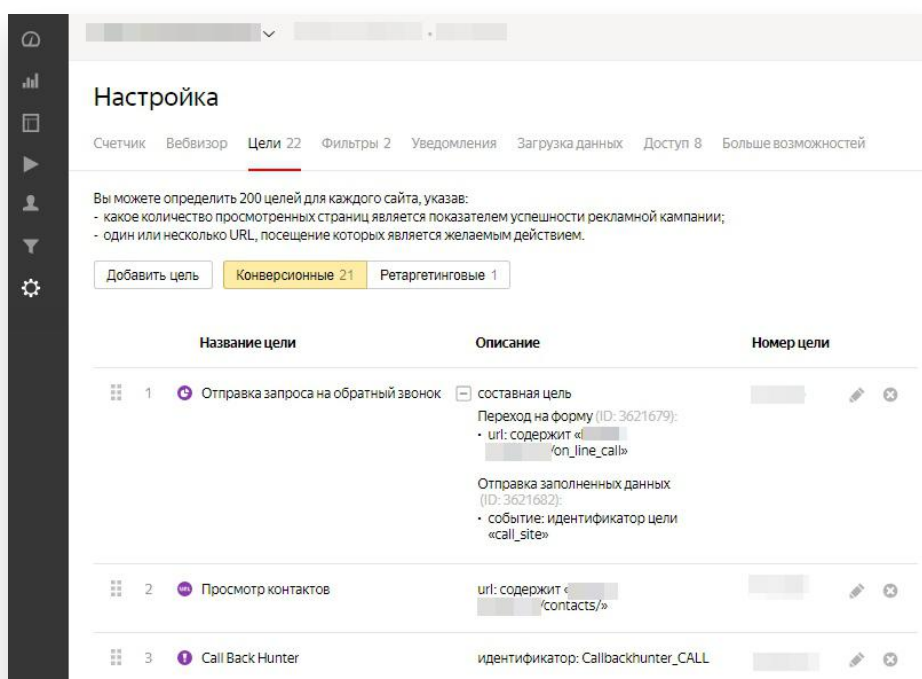 Настройка
Счетчик Вебвизор Цели 22 Фильтры 2 Уведомления Загрузка данных Доступ 8 Больше возможностей
Вы можете определить 200 целей для каждого сайта, указав:
- какое количество просмотренных страниц является показателем успешности рекламной кампании;
- один или несколько URL, посещение которых является желаемым действием.
Добавить цель Конверсионные 21 Ретаргетинговые 1
Название цели Описание Номер цели
1 Отправка запроса на обратный звонок составная цель
Переход на форму (ID: 3621679):
• url: содержит «
/on_line_call»
Отправка заполненных данных
(ID: 3621682):
• событие: идентификатор цели
«call_site»
2 URL Просмотр контактов url: содержит «
/contacts/»
3 Call Back Hunter идентификатор: Callbackhunter_CALL